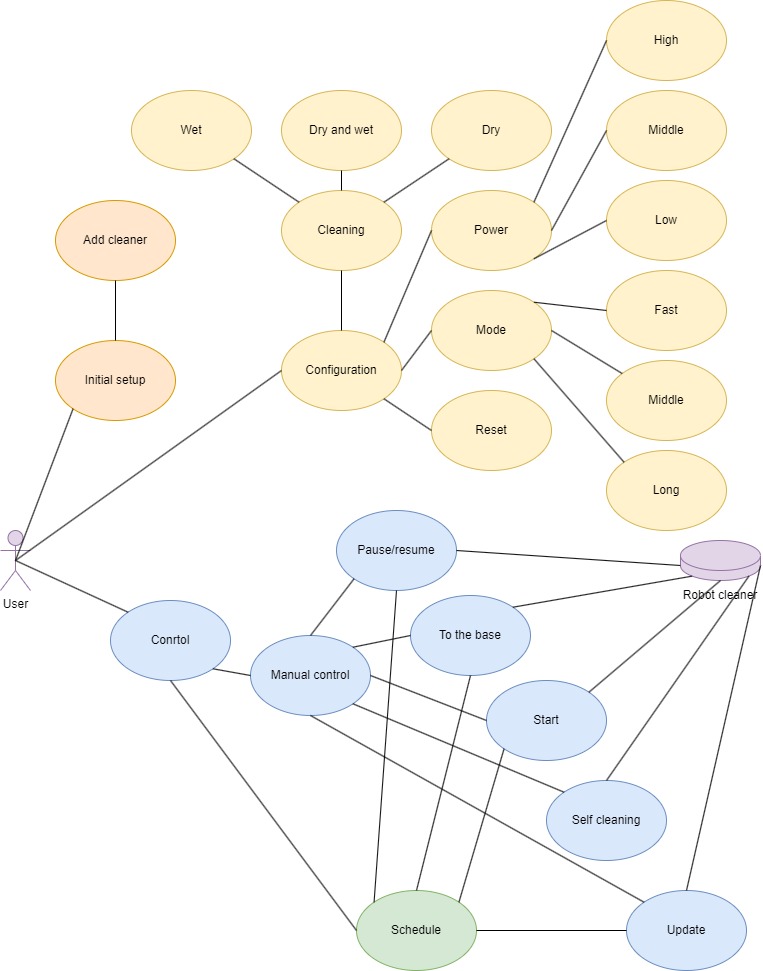 High
Wet
Dry and wet
Dry
Middle
Add cleaner
Cleaning
Power
Low
Fast
Mode
Initial setup
Configuration
Middle
Reset
Long
Pause/resume
User
Robot cleaner
Conrtol
To the base
Manual control
Start
Self cleaning
Schedule
Update